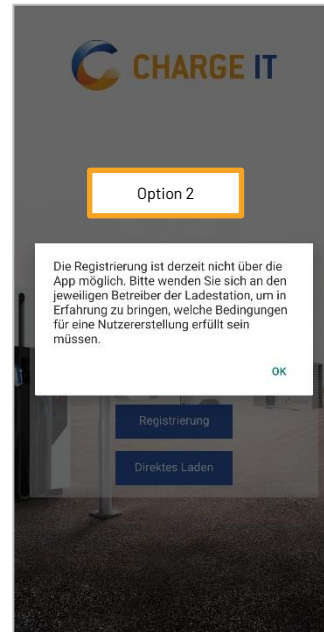 CHARGE IT
Option 2
Die Registrierung ist derzeit nicht über die
App möglich. Bitte wenden Sie sich an den
jeweiligen Betreiber der Ladestation, um in
Erfahrung zu bringen, welche Bedingungen
für eine Nutzererstellung erfüllt sein
müssen.
OK
Registrierung
Direktes Laden